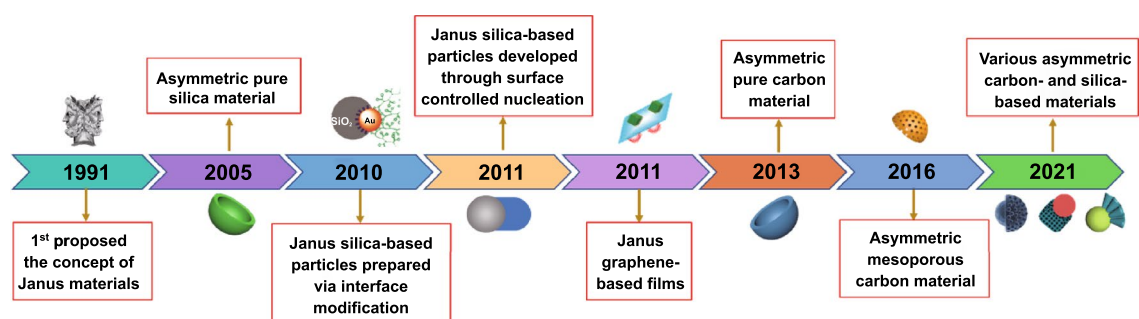 1991
1st proposed
the concept of
Janus materials
Asymmetric pure
silica material
2005
SiO2
Au
2010
Janus silica-based
particles prepared
via interface
modification
Janus silica-based
particles developed
through surface
controlled nucleation
2011
2011
Janus
graphene-
based films
Asymmetric
pure carbon
material
2013
2016
Asymmetric
mesoporous
carbon material
Various asymmetric
carbon- and silica-
based materials
2021